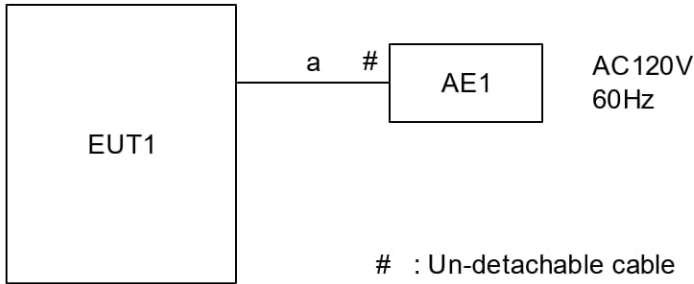 a #
AE1
AC120V
60Hz
EUT1
# : Un-detachable cable